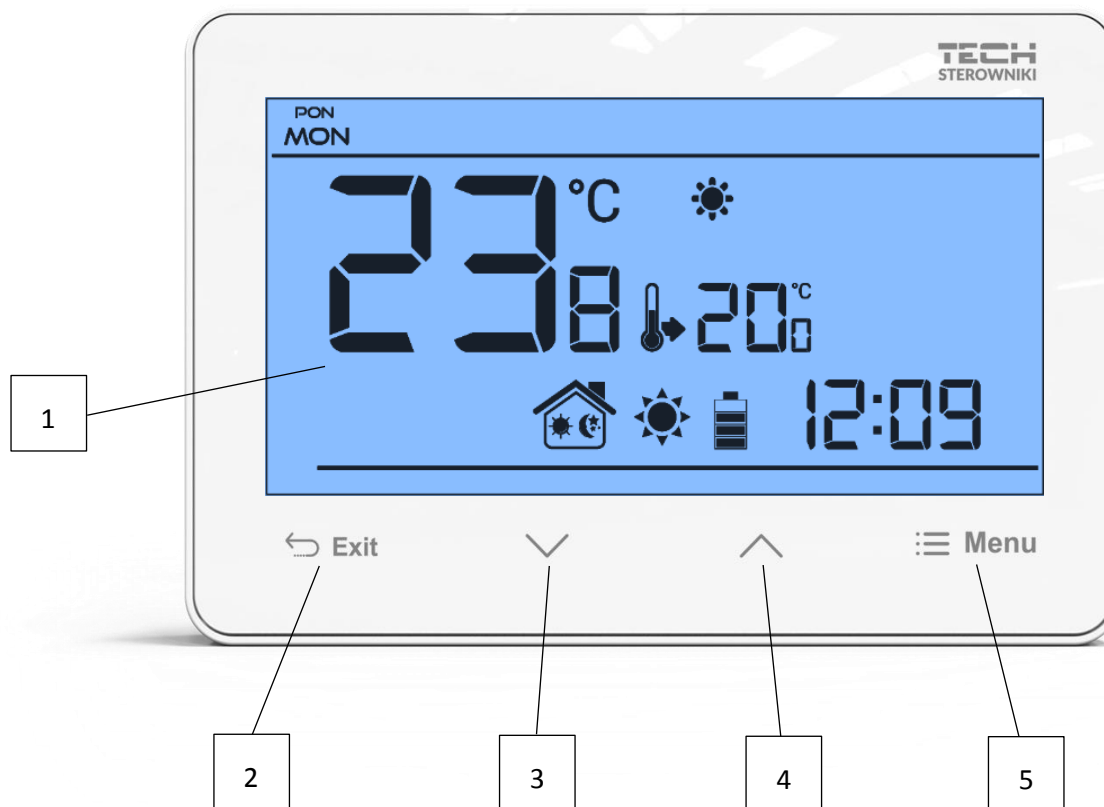 TECH
STEROWNIKI
PON
MON
23 8 °C
20 0 °C
12:09
Exit
Menu
1
2
3
4
5